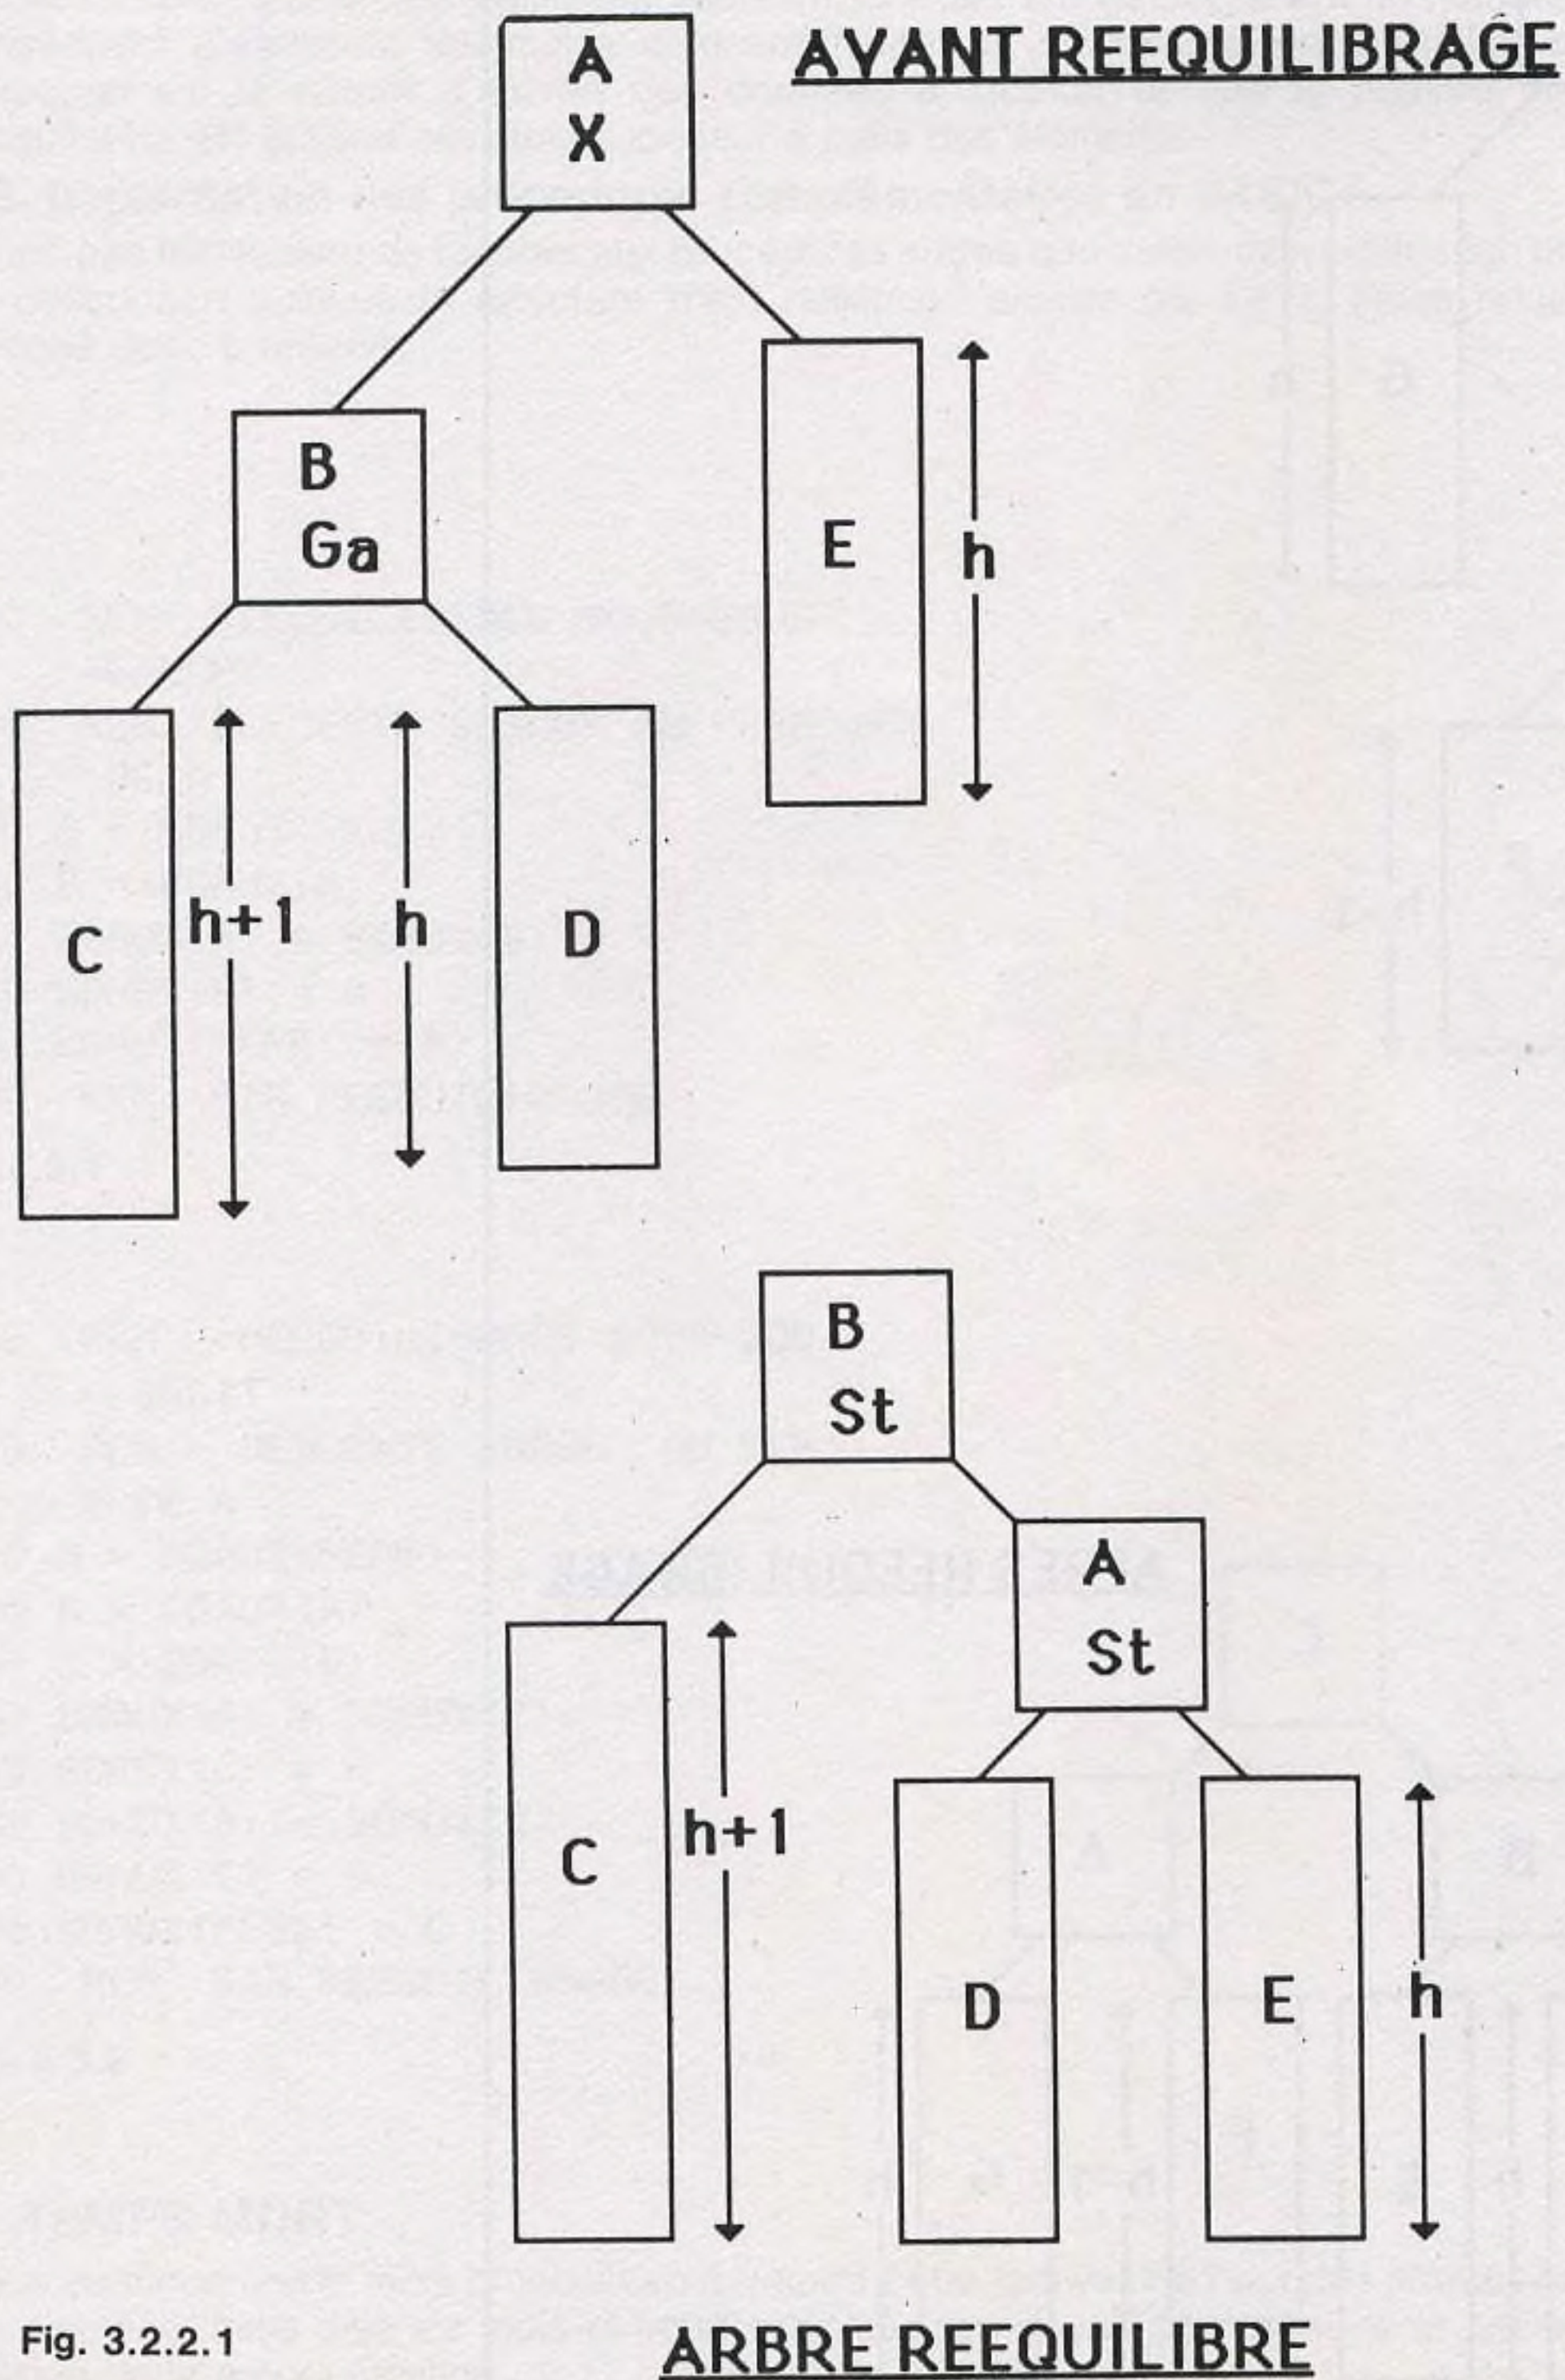 AVANT REEQUILIBRAGE
A
X
B
Ga
E
h
C
h+1
h
D
B
St
A
St
C
h+1
D
E
h
Fig. 3.2.2.1
ARBRE REEQUILIBRE